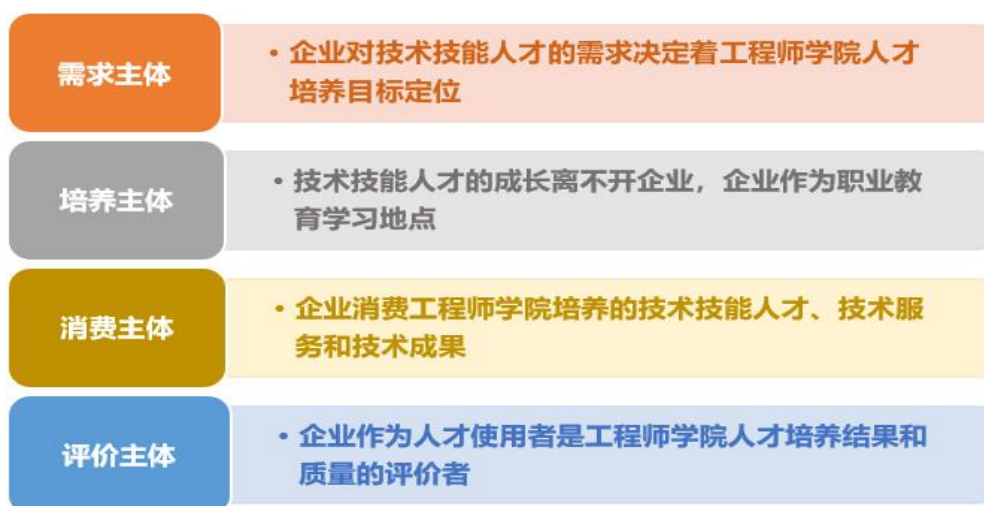 需求主体
• 企业对技术技能人才的需求决定着工程师学院人才
培养目标定位
培养主体
• 技术技能人才的成长离不开企业，企业作为职业教
育学习地点
消费主体
• 企业消费工程师学院培养的技术技能人才、技术服
务和技术成果
评价主体
• 企业作为人才使用者是工程师学院人才培养结果和
质量的评价者